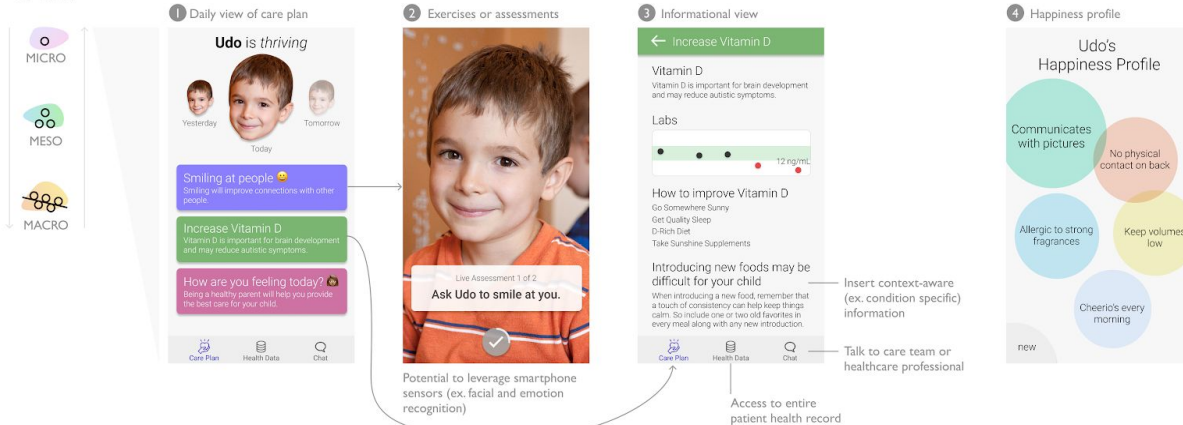 1 Daily view of care plan
MICRO
MESO
MACRO
Udo is thriving
Yesterday
Today
Tomorrow
Smiling at people 😀
Smiling will improve connections with other
people.
Increase Vitamin D
Vitamin D is important for brain development
and may reduce autistic symptoms.
How are you feeling today?
Being a healthy parent will help you provide
the best care for your child.
Care Plan
Health Data
Chat
2 Exercises or assessments
Live Assessment 1 of 2
Ask Udo to smile at you.
Potential to leverage smartphone
sensors (ex. facial and emotion
recognition)
3 Informational view
← Increase Vitamin D
Vitamin D
Vitamin D is important for brain development
and may reduce autistic symptoms.
Labs
12 ng/mL
How to improve Vitamin D
Go Somewhere Sunny
Get Quality Sleep
D-Rich Diet
Take Sunshine Supplements
Introducing new foods may be
difficult for your child
When introducing a new food, remember that
a touch of consistency can help keep things
calm. So include one or two old favorites in
every meal along with any new introduction.
Care Plan
Health Data
Chat
Insert context-aware
(ex. condition specific)
information
Talk to care team or
healthcare professional
Access to entire
patient health record
4 Happiness profile
Udo's
Happiness Profile
Communicates
with pictures
No physical
contact on back
Allergic to strong
fragrances
Keep volumes
low
Cheerio's every
morning
new